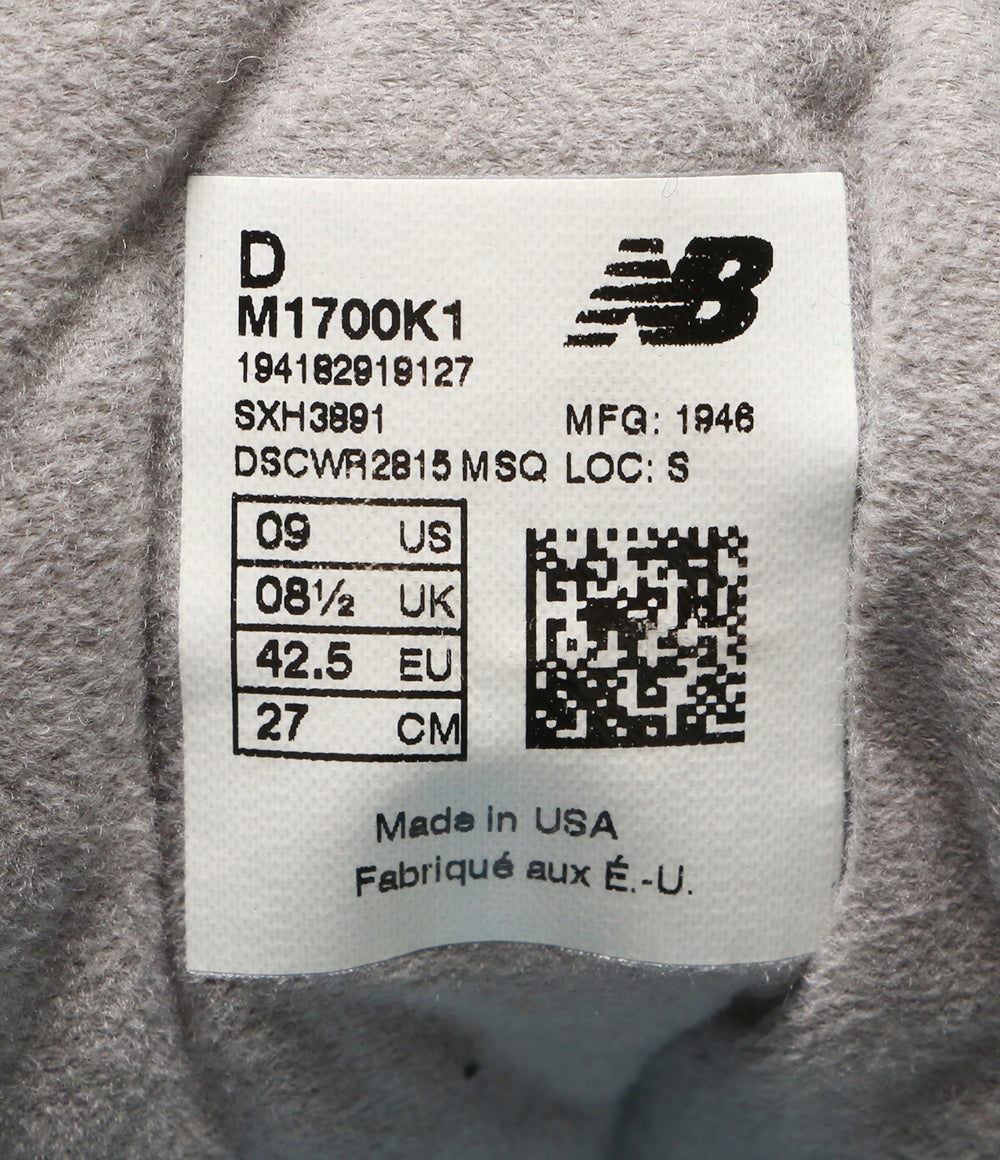 D
NB
M1700K1
194182919127
SXH3891 MFG: 1946
DSCWR2815 MSQ LOC: S
09 US
08½ UK
42.5 EU
27 CM
Made in USA
Fabriqué aux É.-U.